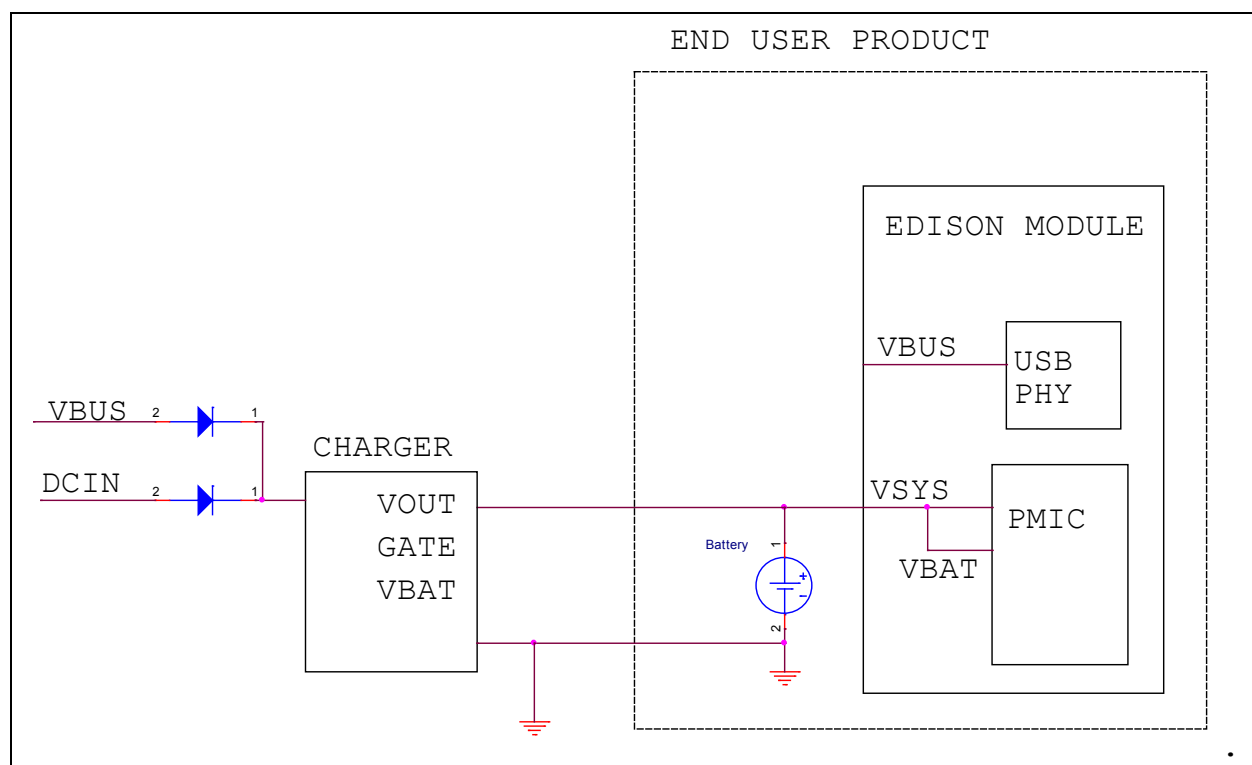 END USER PRODUCT
EDISON MODULE
VBUS
USB
PHY
VBUS
2
1
CHARGER
DCIN
2
1
VOUT
GATE
VBAT
VSYS
PMIC
VBAT
Battery
1
+
-
2
.